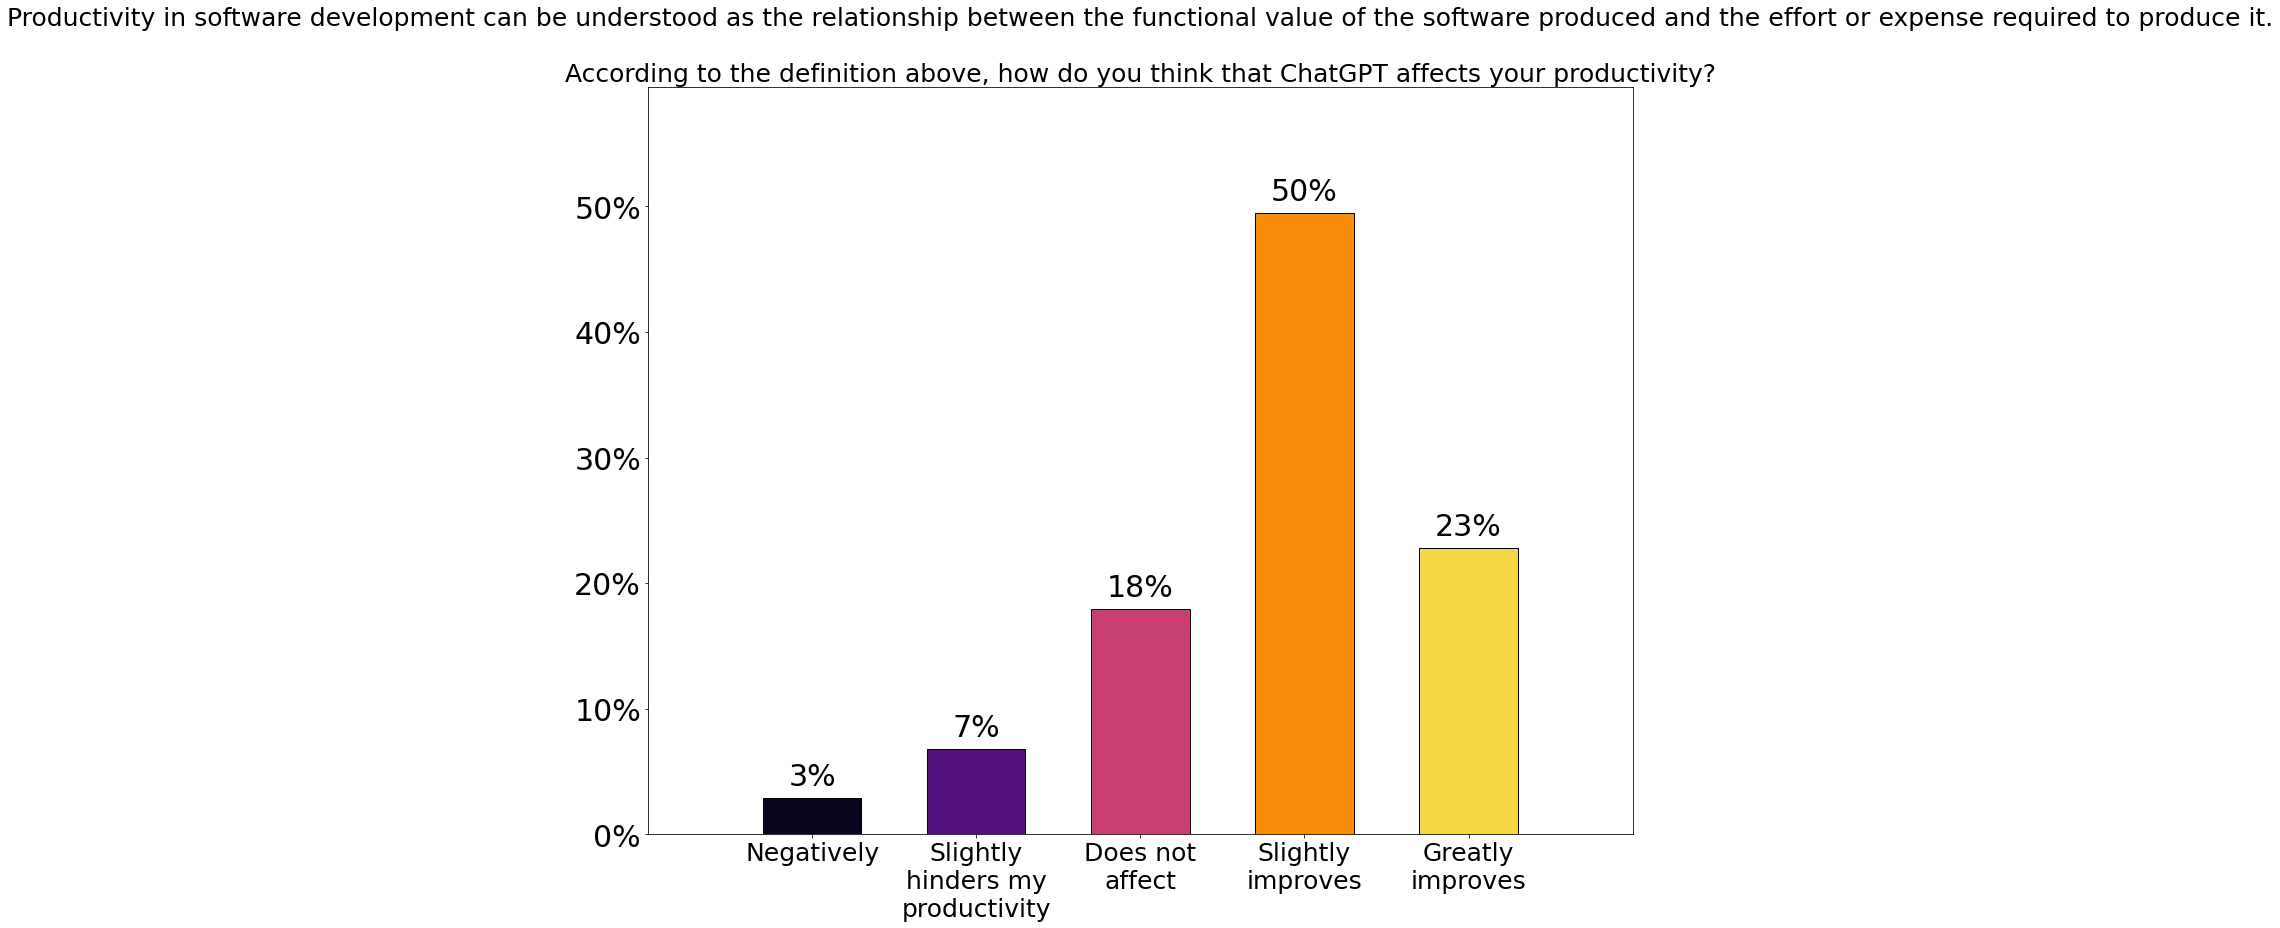 Productivity in software development can be understood as the relationship between the functional value of the software produced and the effort or expense required to produce it.
According to the definition above, how do you think that ChatGPT affects your productivity?
50%
40%
30%
20%
10%
0%
3%
7%
18%
50%
23%
Negatively
Slightly
hinders my
productivity
Does not
affect
Slightly
improves
Greatly
improves